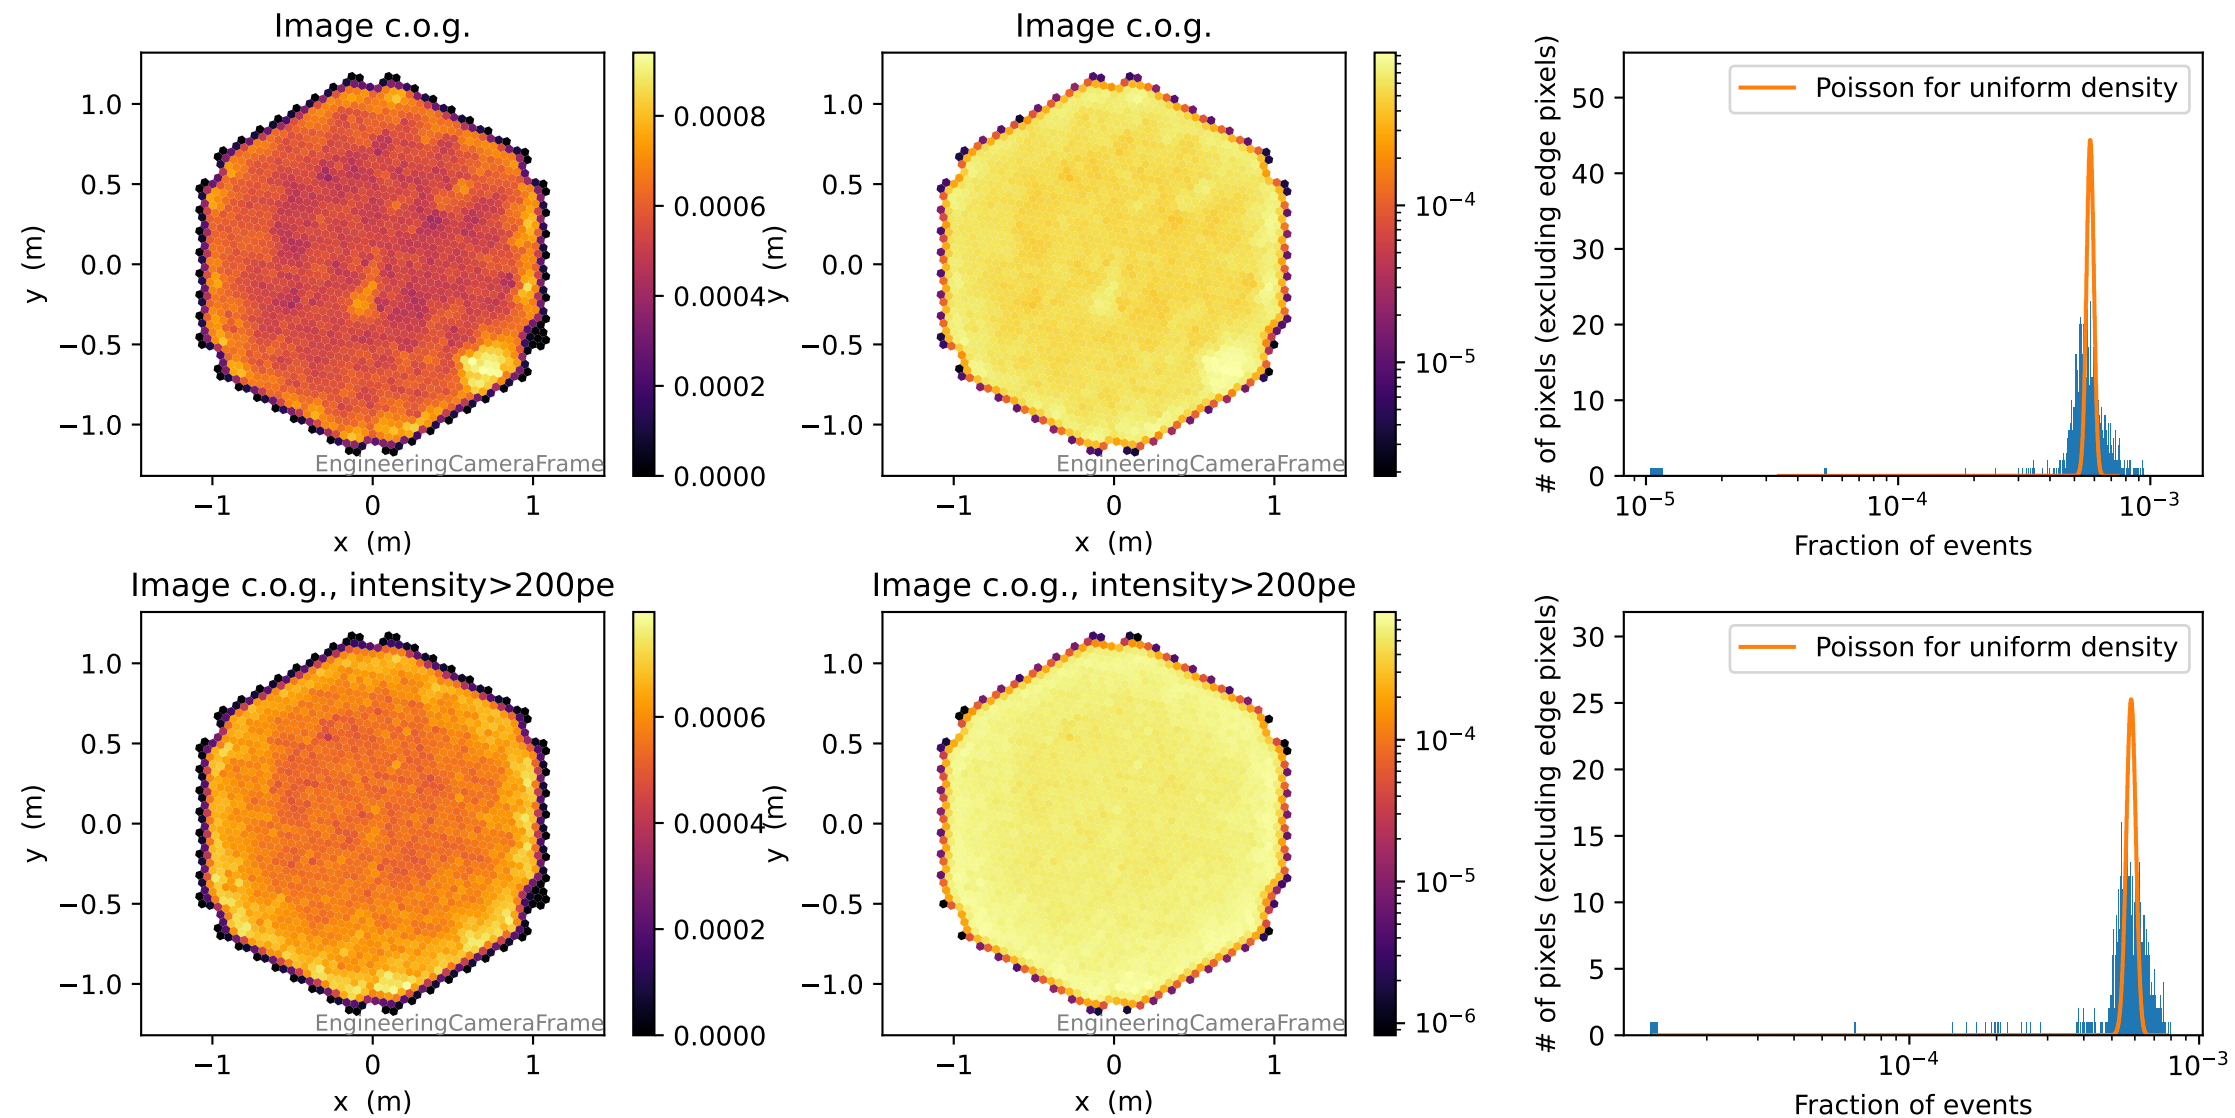 Image c.o.g.
y (m)
1.0
0.5
0.0
−0.5
−1.0
EngineeringCameraFrame
−1 0 1
x (m)
0.0008
0.0006
0.0004
0.0002
0.0000
Image c.o.g.
y (m)
1.0
0.5
0.0
−0.5
−1.0
EngineeringCameraFrame
−1 0 1
x (m)
10⁻⁴
10⁻⁵
# of pixels (excluding edge pixels)
50
40
30
20
10
0
Poisson for uniform density
10⁻⁵ 10⁻⁴ 10⁻³
Fraction of events
Image c.o.g., intensity>200pe
y (m)
1.0
0.5
0.0
−0.5
−1.0
EngineeringCameraFrame
−1 0 1
x (m)
0.0006
0.0004
0.0002
0.0000
Image c.o.g., intensity>200pe
y (m)
1.0
0.5
0.0
−0.5
−1.0
EngineeringCameraFrame
−1 0 1
x (m)
10⁻⁴
10⁻⁵
10⁻⁶
# of pixels (excluding edge pixels)
30
25
20
15
10
5
0
Poisson for uniform density
10⁻⁴ 10⁻³
Fraction of events